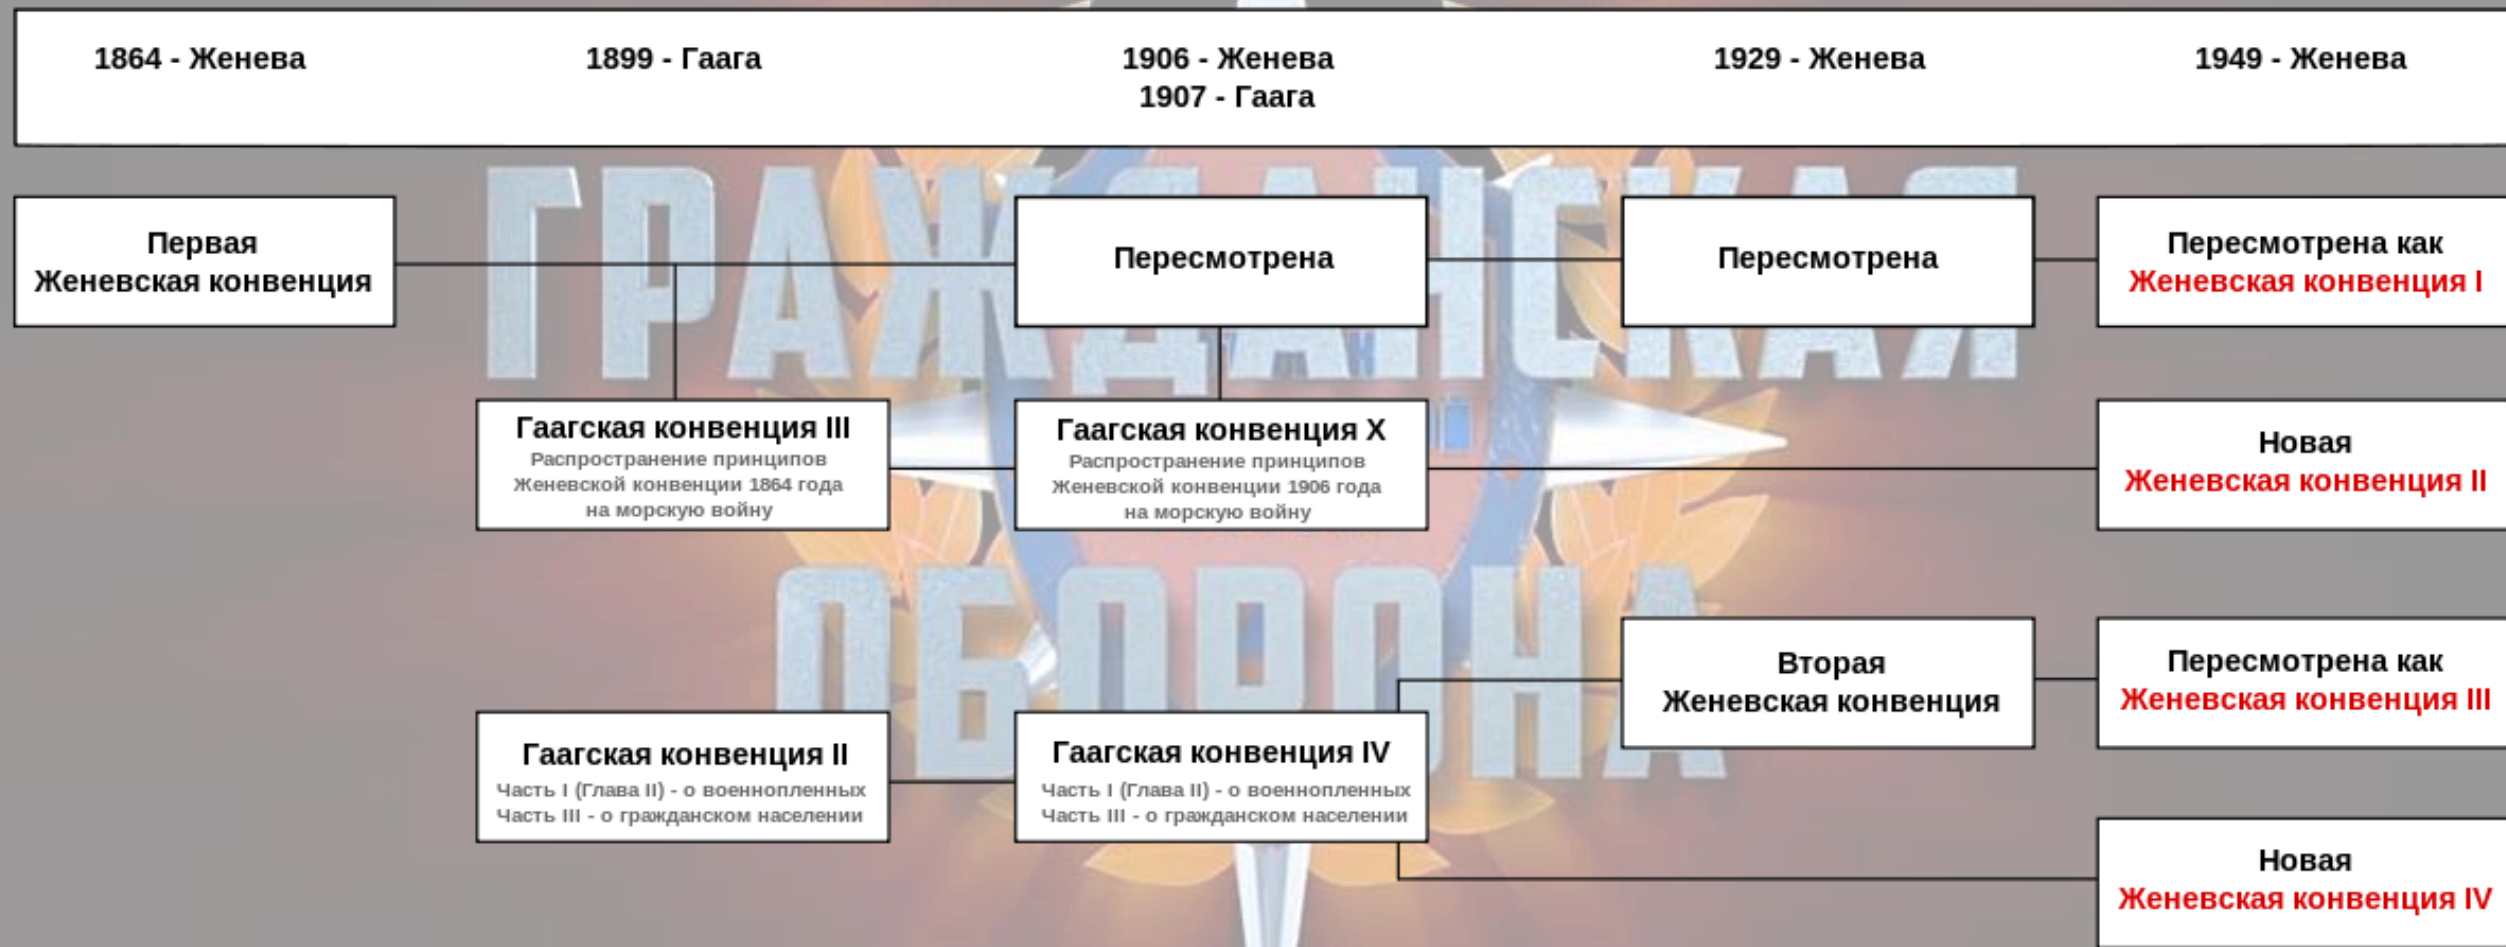 1864 - Женева
1899 - Гаага
1906 - Женева
1907 - Гаага
1929 - Женева
1949 - Женева
ГРАЖДАНСКАЯ
Первая
Женевская конвенция
Пересмотрена
Пересмотрена
Пересмотрена как
Женевская конвенция I
Гаагская конвенция III
Распространение принципов
Женевской конвенции 1864 года
на морскую войну
Гаагская конвенция X
Распространение принципов
Женевской конвенции 1906 года
на морскую войну
Новая
Женевская конвенция II
ОБОРОНА
Вторая
Женевская конвенция
Пересмотрена как
Женевская конвенция III
Гаагская конвенция II
Часть I (Глава II) - о военнопленных
Часть III - о гражданском населении
Гаагская конвенция IV
Часть I (Глава II) - о военнопленных
Часть III - о гражданском населении
Новая
Женевская конвенция IV